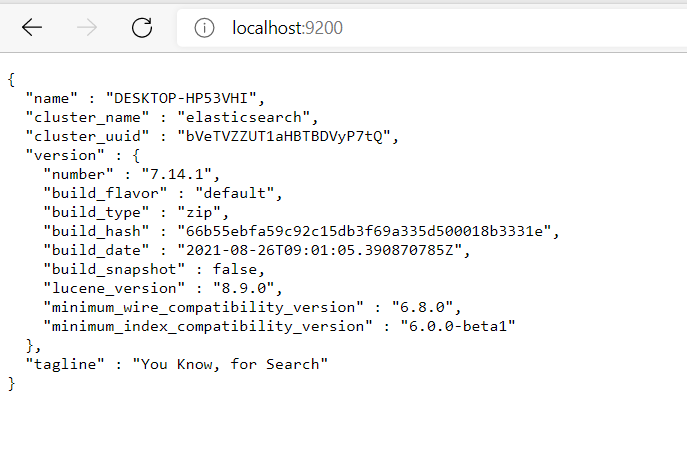 localhost:9200
{
  "name" : "DESKTOP-HP53VHI",
  "cluster_name" : "elasticsearch",
  "cluster_uuid" : "bVeTVZZUT1aHBTBDVyP7tQ",
  "version" : {
    "number" : "7.14.1",
    "build_flavor" : "default",
    "build_type" : "zip",
    "build_hash" : "66b55ebfa59c92c15db3f69a335d500018b3331e",
    "build_date" : "2021-08-26T09:01:05.390870785Z",
    "build_snapshot" : false,
    "lucene_version" : "8.9.0",
    "minimum_wire_compatibility_version" : "6.8.0",
    "minimum_index_compatibility_version" : "6.0.0-beta1"
  },
  "tagline" : "You Know, for Search"
}